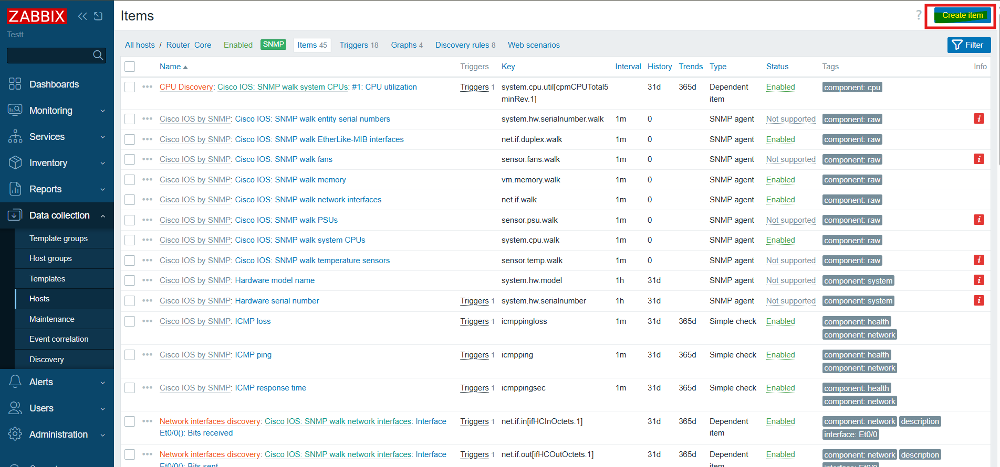 ZABBIX
Testt
Dashboards
Monitoring
Services
Inventory
Reports
Data collection
Template groups
Host groups
Templates
Hosts
Maintenance
Event correlation
Discovery
Alerts
Users
Administration
Items
? Create item
All hosts / Router_Core Enabled SNMP Items 45 Triggers 18 Graphs 4 Discovery rules 8 Web scenarios Filter
Name Triggers Key Interval History Trends Type Status Tags Info
CPU Discovery: Cisco IOS: SNMP walk system CPUs: #1: CPU utilization Triggers 1 system.cpu.util[cpmCPUTotal5 31d 365d Dependent Enabled component: cpu
minRev.1] item
Cisco IOS by SNMP: Cisco IOS: SNMP walk entity serial numbers system.hw.serialnumber.walk 1m 0 SNMP agent Not supported component: raw i
Cisco IOS by SNMP: Cisco IOS: SNMP walk EtherLike-MIB interfaces net.if.duplex.walk 1m 0 SNMP agent Enabled component: raw
Cisco IOS by SNMP: Cisco IOS: SNMP walk fans sensor.fans.walk 1m 0 SNMP agent Not supported component: raw i
Cisco IOS by SNMP: Cisco IOS: SNMP walk memory vm.memory.walk 1m 0 SNMP agent Enabled component: raw
Cisco IOS by SNMP: Cisco IOS: SNMP walk network interfaces net.if.walk 1m 0 SNMP agent Enabled component: raw
Cisco IOS by SNMP: Cisco IOS: SNMP walk PSUs sensor.psu.walk 1m 0 SNMP agent Not supported component: raw i
Cisco IOS by SNMP: Cisco IOS: SNMP walk system CPUs system.cpu.walk 1m 0 SNMP agent Enabled component: raw
Cisco IOS by SNMP: Cisco IOS: SNMP walk temperature sensors sensor.temp.walk 1m 0 SNMP agent Not supported component: raw i
Cisco IOS by SNMP: Hardware model name system.hw.model 1h 31d SNMP agent Not supported component: system i
Cisco IOS by SNMP: Hardware serial number Triggers 1 system.hw.serialnumber 1h 31d SNMP agent Not supported component: system i
Cisco IOS by SNMP: ICMP loss Triggers 1 icmppingloss 1m 31d 365d Simple check Enabled component: health
component: network
Cisco IOS by SNMP: ICMP ping Triggers 1 icmpping 1m 31d 365d Simple check Enabled component: health
component: network
Cisco IOS by SNMP: ICMP response time Triggers 1 icmppingsec 1m 31d 365d Simple check Enabled component: health
component: network
Network interfaces discovery: Cisco IOS: SNMP walk network interfaces: Interface Triggers 1 net.if.in[ifHCInOctets.1] 31d 365d Dependent Enabled component: network description
Et0/0(): Bits received item interface: Et0/0
Network interfaces discovery: Cisco IOS: SNMP walk network interfaces: Interface Triggers 1 net.if.out[ifHCOutOctets.1] 31d 365d Dependent Enabled component: network description
Et0/0(): Bits sent item interface: Et0/0